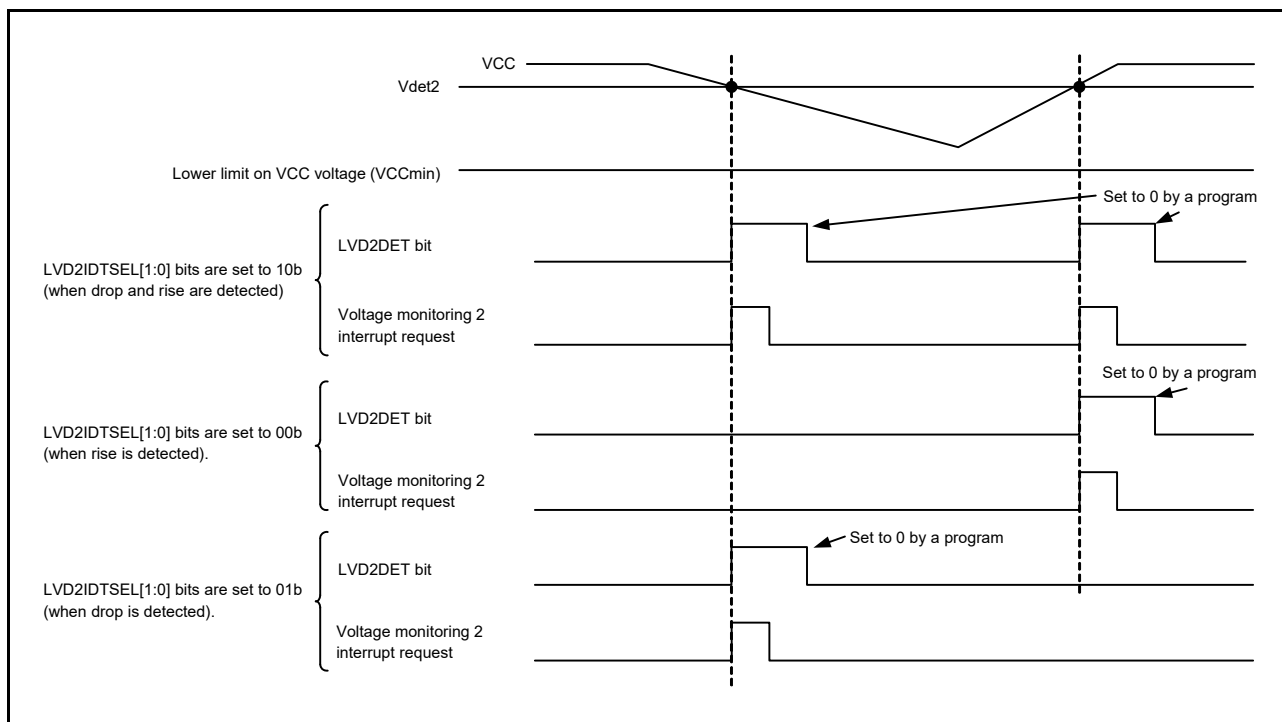 VCC
Vdet2
Lower limit on VCC voltage (VCCmin)
Set to 0 by a program
LVD2DET bit
LVD2IDTSEL[1:0] bits are set to 10b
(when drop and rise are detected)
Voltage monitoring 2
interrupt request
Set to 0 by a program
LVD2DET bit
LVD2IDTSEL[1:0] bits are set to 00b
(when rise is detected).
Voltage monitoring 2
interrupt request
Set to 0 by a program
LVD2DET bit
LVD2IDTSEL[1:0] bits are set to 01b
(when drop is detected).
Voltage monitoring 2
interrupt request